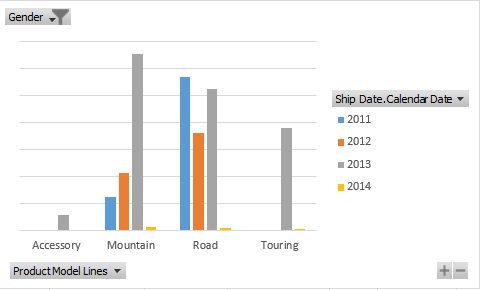 Gender
Ship Date.Calendar Date
2011
2012
2013
2014
Accessory Mountain Road Touring
Product Model Lines